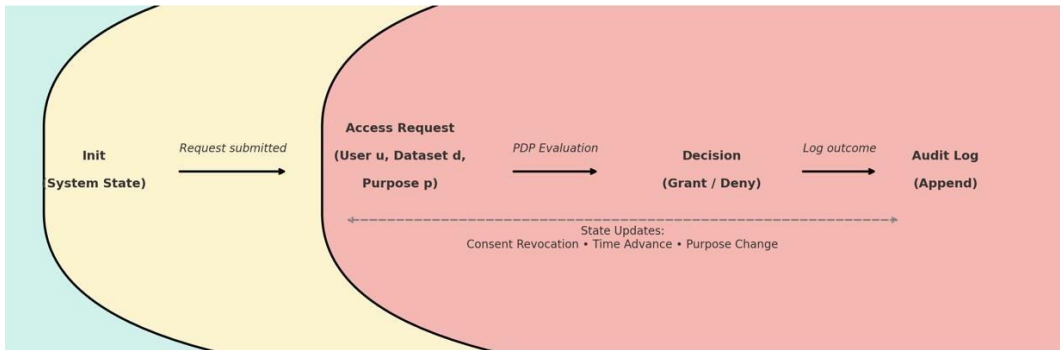 Init
(System State)
Request submitted
Access Request
(User u, Dataset d,
Purpose p)
PDP Evaluation
Decision
(Grant / Deny)
Log outcome
Audit Log
(Append)
State Updates:
Consent Revocation • Time Advance • Purpose Change